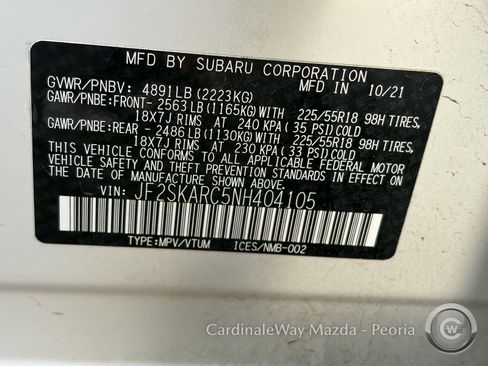 MFD BY SUBARU CORPORATION
MFD IN 10/21
GVWR/PNBV: 4891LB (2223KG)
GAWR/PNBE:FRONT- 2563LB (1165KG) WITH 225/55R18 98H TIRES,
18X7J RIMS AT 240 KPA (35 PSI) COLD
GAWR/PNBE:REAR - 2486LB (1130KG) WITH 225/55R18 98H TIRES,
18X7J RIMS AT 230 KPA (33 PSI) COLD
THIS VEHICLE CONFORMS TO ALL APPLICABLE FEDERAL MOTOR
VEHICLE SAFETY AND THEFT PREVENTION STANDARDS IN EFFECT ON THE
DATE OF MANUFACTURE SHOWN ABOVE.
VIN: JF2SKARC5NH404105
TYPE:MPV/VTUM ICES/NMB-002
CardinaleWay Mazda - Peoria